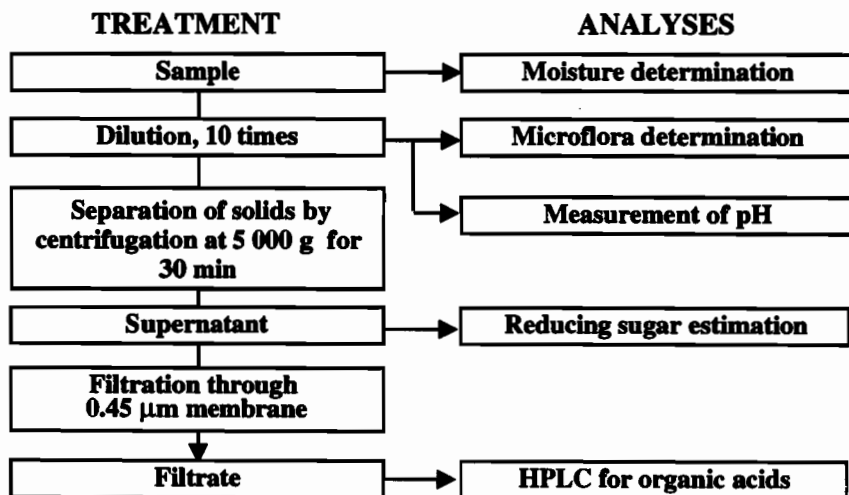 TREATMENT
ANALYSES
Sample
Moisture determination
Dilution, 10 times
Microflora determination
Measurement of pH
Separation of solids by
centrifugation at 5 000 g for
30 min
Supernatant
Reducing sugar estimation
Filtration through
0.45 μm membrane
Filtrate
HPLC for organic acids